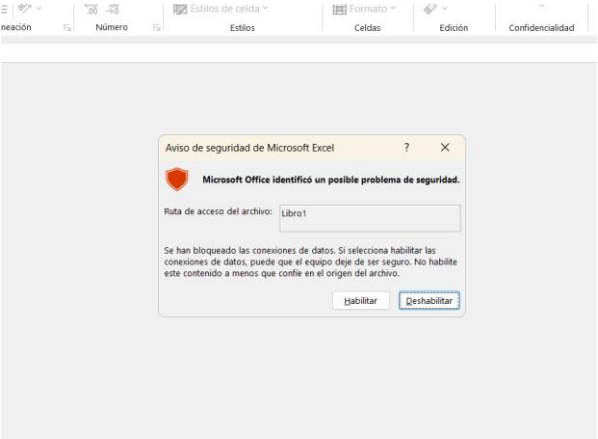 Estilos de celda
Formato
neación
Número
Estilos
Celdas
Edición
Confidencialidad
Aviso de seguridad de Microsoft Excel
?
Microsoft Office identificó un posible problema de seguridad.
Ruta de acceso del archivo:
Libro1
Se han bloqueado las conexiones de datos. Si selecciona habilitar las
conexiones de datos, puede que el equipo deje de ser seguro. No habilite
este contenido a menos que confíe en el origen del archivo.
Habilitar
Deshabilitar